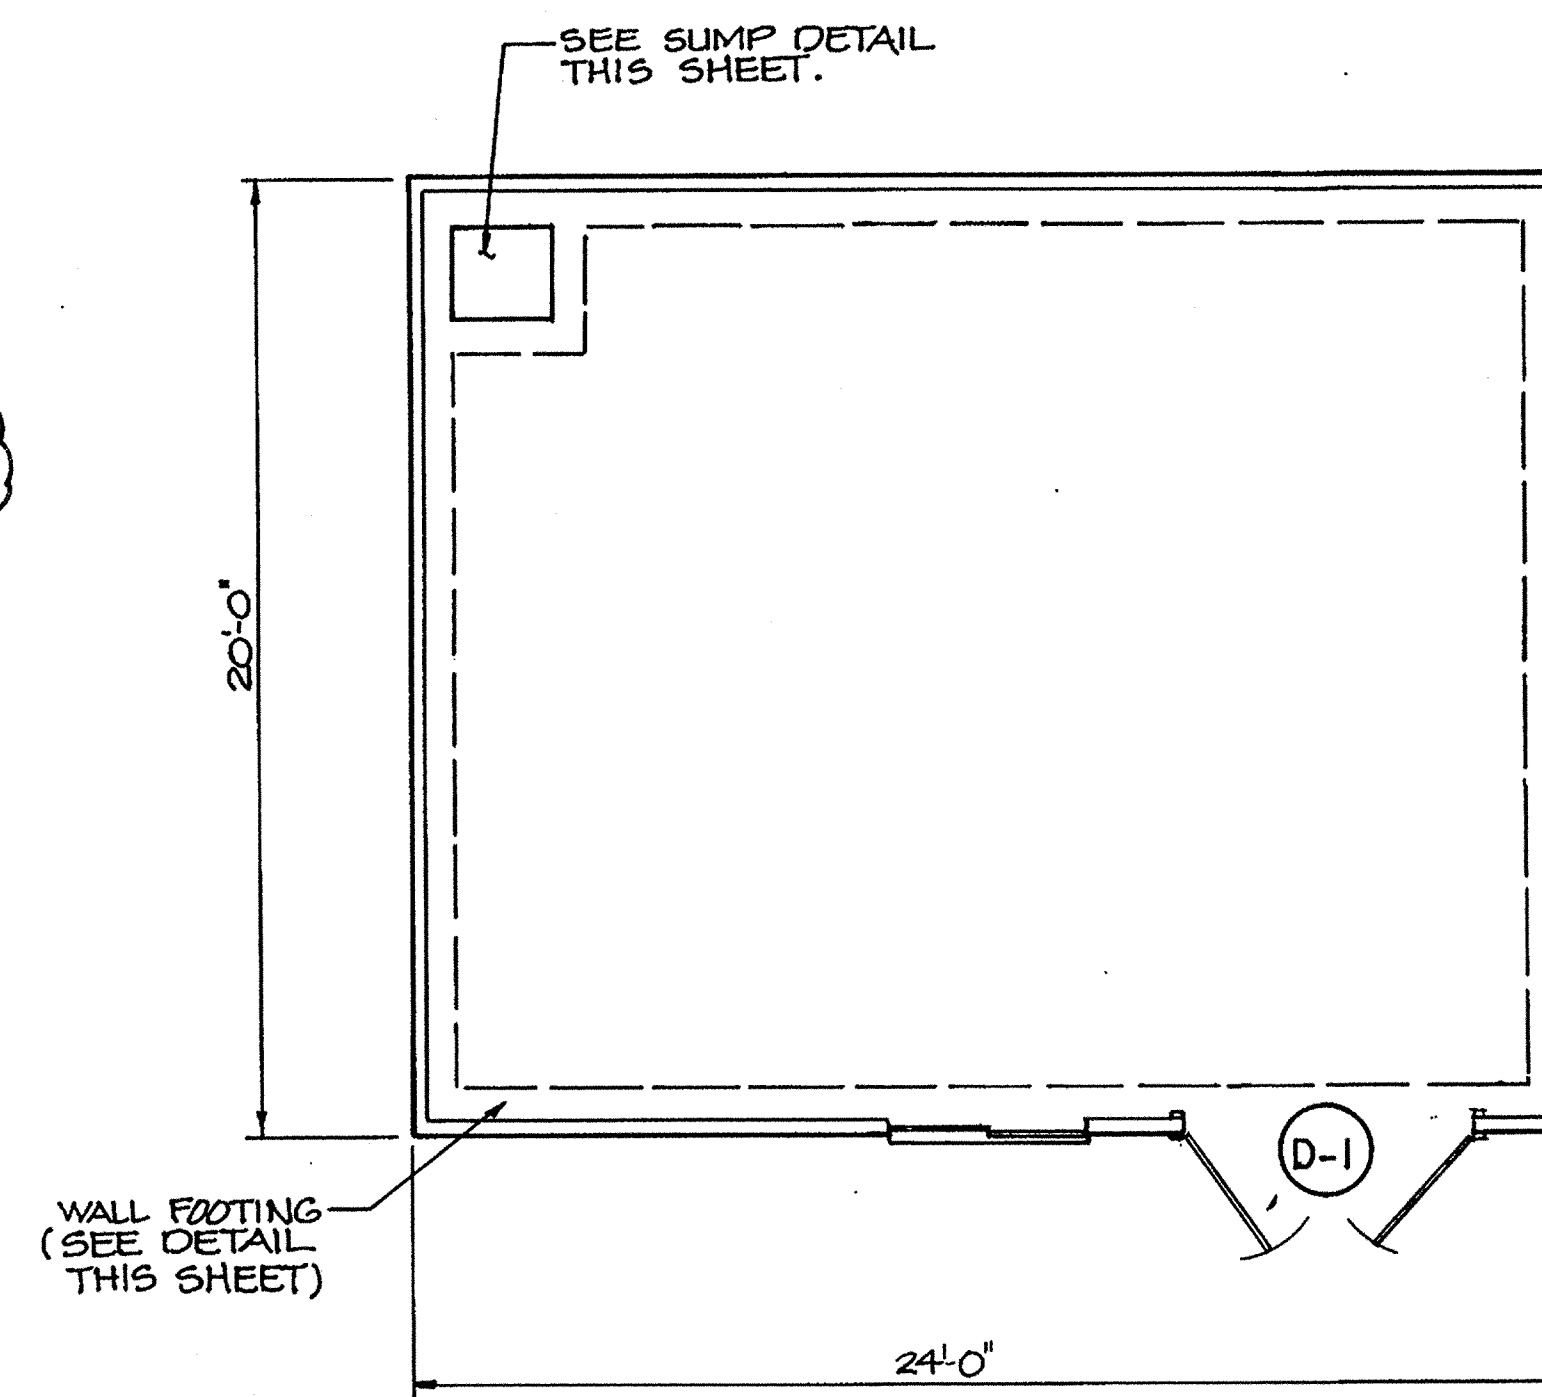 SEE SUMP DETAIL
THIS SHEET.
20'-0"
D-1
WALL FOOTING
(SEE DETAIL
THIS SHEET)
24'-0"